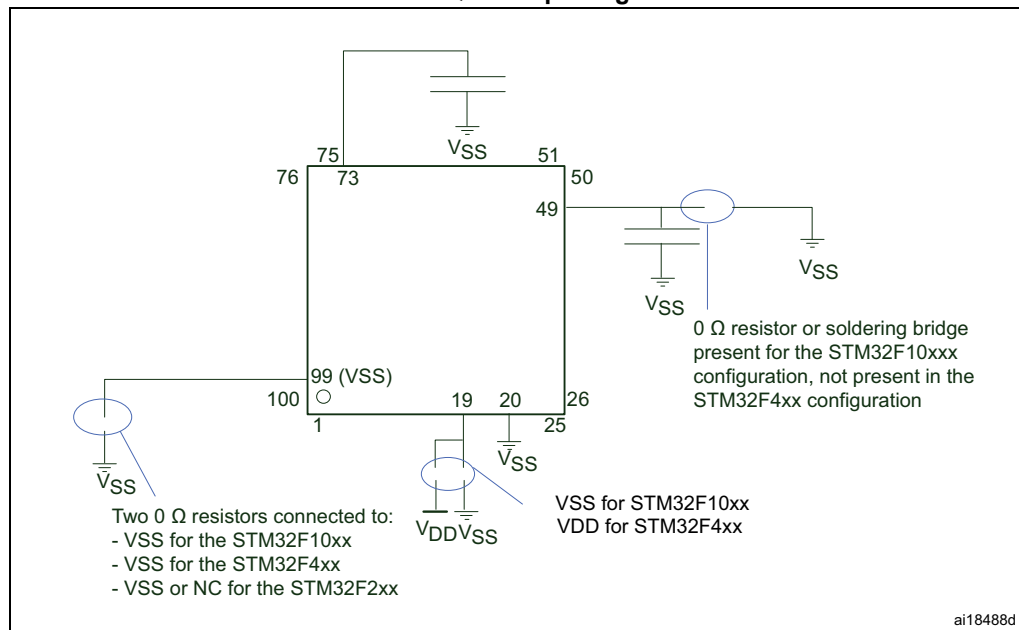 VSS
75
51
76
73
50
49
VSS
VSS
0 Ω resistor or soldering bridge
present for the STM32F10xxx
configuration, not present in the
STM32F4xx configuration
99 (VSS)
100
19
20
26
1
25
VSS
VSS
VDD VSS
VSS for STM32F10xx
VDD for STM32F4xx
Two 0 Ω resistors connected to:
- VSS for the STM32F10xx
- VSS for the STM32F4xx
- VSS or NC for the STM32F2xx
ai18488d